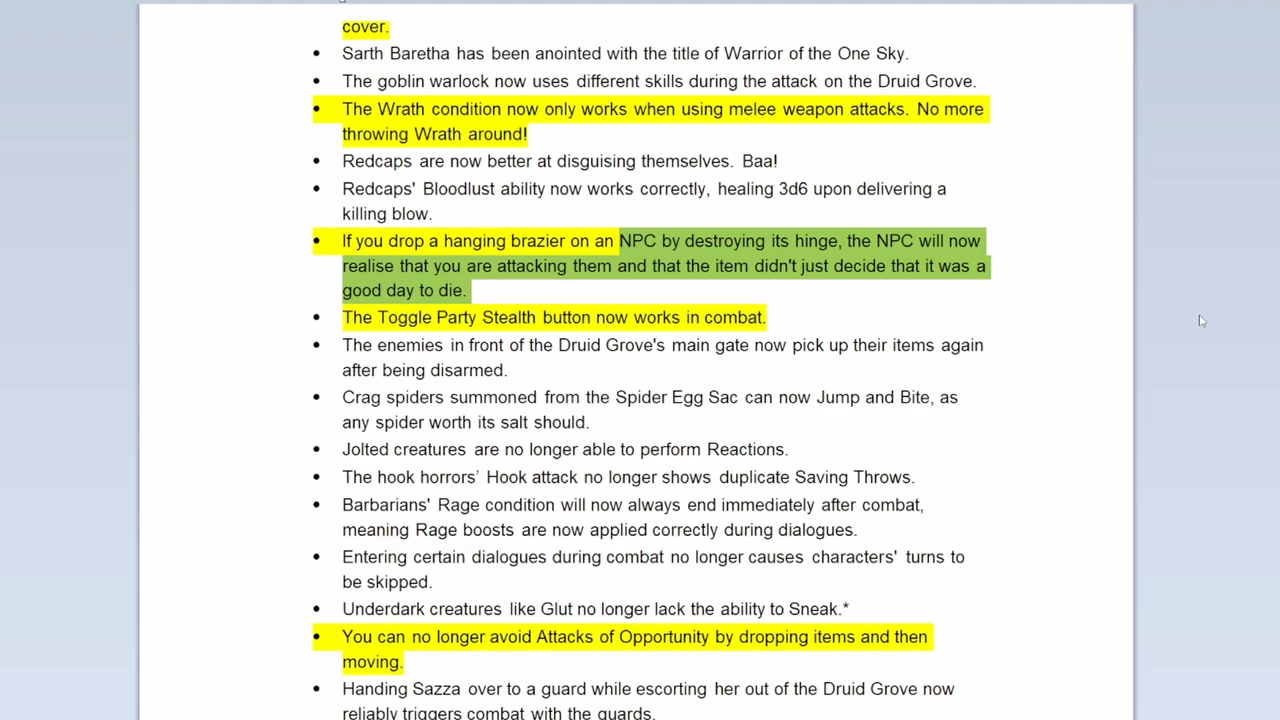 cover.
• Sarth Baretha has been anointed with the title of Warrior of the One Sky.
• The goblin warlock now uses different skills during the attack on the Druid Grove.
• The Wrath condition now only works when using melee weapon attacks. No more
throwing Wrath around!
• Redcaps are now better at disguising themselves. Baa!
• Redcaps' Bloodlust ability now works correctly, healing 3d6 upon delivering a
killing blow.
• If you drop a hanging brazier on an NPC by destroying its hinge, the NPC will now
realise that you are attacking them and that the item didn't just decide that it was a
good day to die.
• The Toggle Party Stealth button now works in combat.
• The enemies in front of the Druid Grove's main gate now pick up their items again
after being disarmed.
• Crag spiders summoned from the Spider Egg Sac can now Jump and Bite, as
any spider worth its salt should.
• Jolted creatures are no longer able to perform Reactions.
• The hook horrors’ Hook attack no longer shows duplicate Saving Throws.
• Barbarians' Rage condition will now always end immediately after combat,
meaning Rage boosts are now applied correctly during dialogues.
• Entering certain dialogues during combat no longer causes characters' turns to
be skipped.
• Underdark creatures like Glut no longer lack the ability to Sneak.*
• You can no longer avoid Attacks of Opportunity by dropping items and then
moving.
• Handing Sazza over to a guard while escorting her out of the Druid Grove now
reliably triggers combat with the guards.